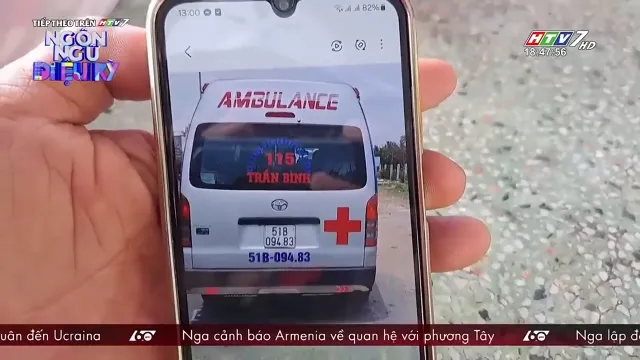 TIẾP THEO TRÊN HTV7
NGÔN
NGỮ
DIỆU KỲ
HTV7 HD
18:47:56
13:00
82%
AMBULANCE
115
TRẦN BÌNH
51B
094.83
51B-094.83
uân đến Ucraina
60
Nga cảnh báo Armenia về quan hệ với phương Tây
60
Nga lập đ